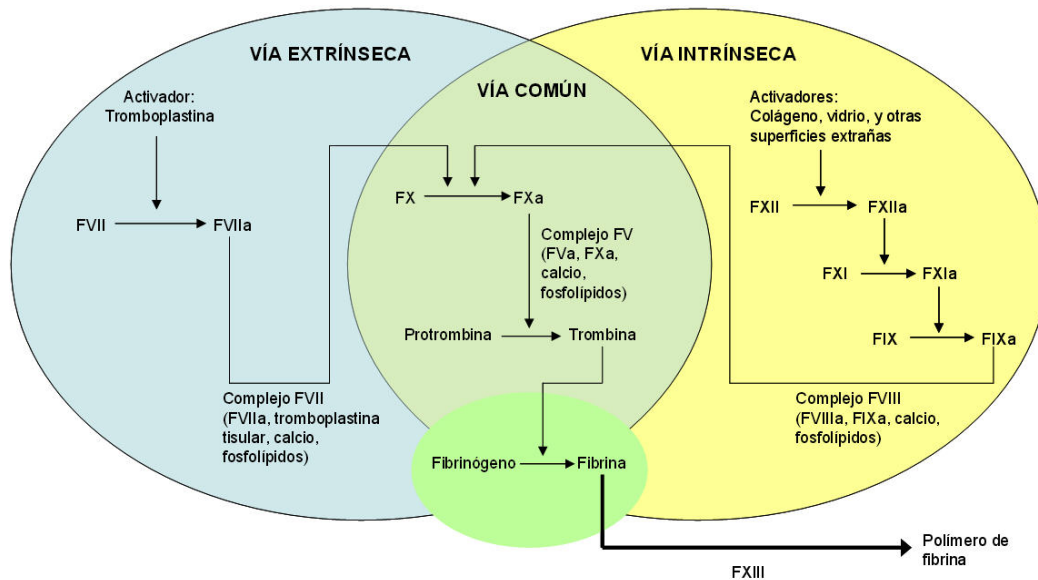 VÍA EXTRÍNSECA
Activador:
Tromboplastina
FVII
FVIIa
Complejo FVII
(FVIIa, tromboplastina
tisular, calcio,
fosfolípidos)
VÍA COMÚN
FX
FXa
Complejo FV
(FVa, FXa,
calcio,
fosfolípidos)
Protrombina
Trombina
Fibrinógeno
Fibrina
VÍA INTRÍNSECA
Activadores:
Colágeno, vidrio, y otras
superficies extrañas
FXII
FXIIa
FXI
FXIa
FIX
FIXa
Complejo FVIII
(FVIIIa, FIXa, calcio,
fosfolípidos)
FXIII
Polímero de
fibrina